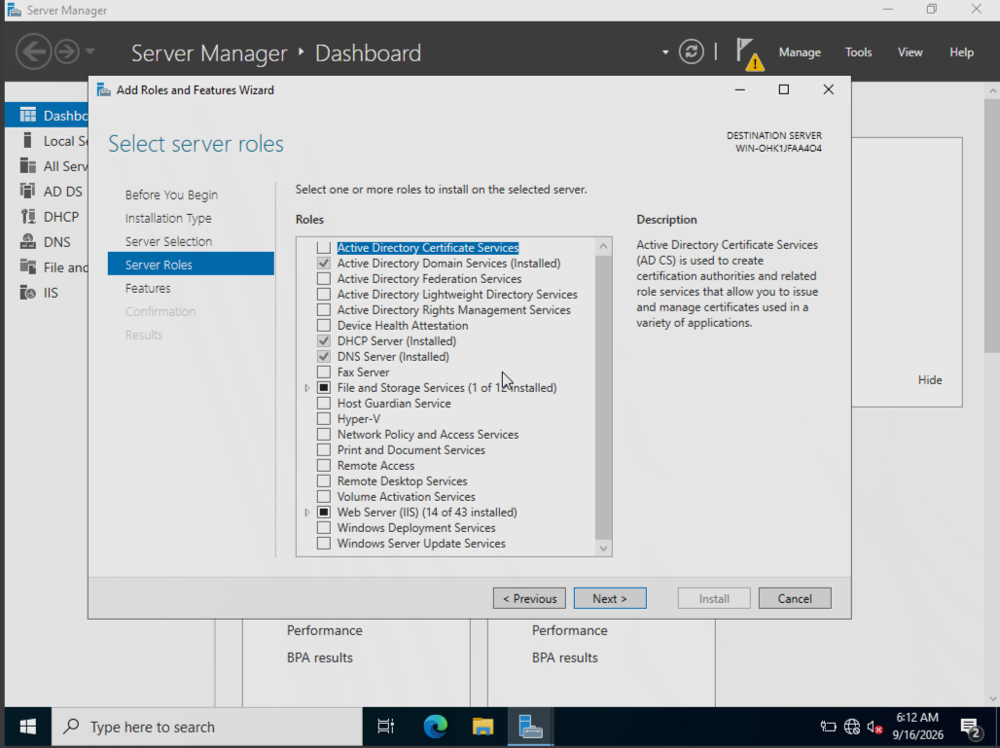 Server Manager
Server Manager ‣ Dashboard
Manage Tools View Help
Add Roles and Features Wizard
Select server roles
DESTINATION SERVER
WIN-OHK1JFAA4O4
Dashbo
Local Se
All Serv
AD DS
DHCP
DNS
File and
IIS
Before You Begin
Installation Type
Server Selection
Server Roles
Features
Confirmation
Results
Select one or more roles to install on the selected server.
Roles
Active Directory Certificate Services
Active Directory Domain Services (Installed)
Active Directory Federation Services
Active Directory Lightweight Directory Services
Active Directory Rights Management Services
Device Health Attestation
DHCP Server (Installed)
DNS Server (Installed)
Fax Server
File and Storage Services (1 of 12 installed)
Host Guardian Service
Hyper-V
Network Policy and Access Services
Print and Document Services
Remote Access
Remote Desktop Services
Volume Activation Services
Web Server (IIS) (14 of 43 installed)
Windows Deployment Services
Windows Server Update Services
Description
Active Directory Certificate Services
(AD CS) is used to create
certification authorities and related
role services that allow you to issue
and manage certificates used in a
variety of applications.
Hide
< Previous Next > Install Cancel
Performance
BPA results
Performance
BPA results
Type here to search
6:12 AM
9/16/2026
2